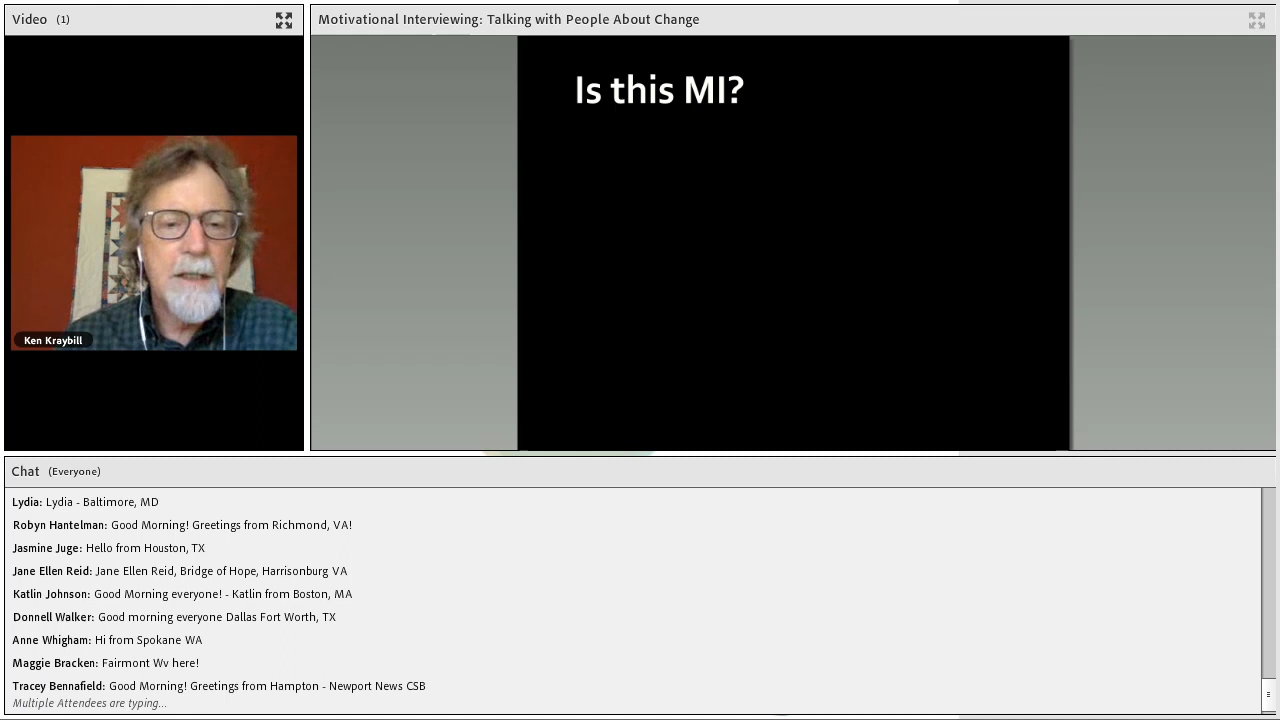 Video (1)
Motivational Interviewing: Talking with People About Change
Is this MI?
Ken Kraybill
Chat (Everyone)
Lydia: Lydia - Baltimore, MD
Robyn Hantelman: Good Morning! Greetings from Richmond, VA!
Jasmine Juge: Hello from Houston, TX
Jane Ellen Reid: Jane Ellen Reid, Bridge of Hope, Harrisonburg VA
Katlin Johnson: Good Morning everyone! - Katlin from Boston, MA
Donnell Walker: Good morning everyone Dallas Fort Worth, TX
Anne Whigham: Hi from Spokane WA
Maggie Bracken: Fairmont Wv here!
Tracey Bennafield: Good Morning! Greetings from Hampton - Newport News CSB
Multiple Attendees are typing...